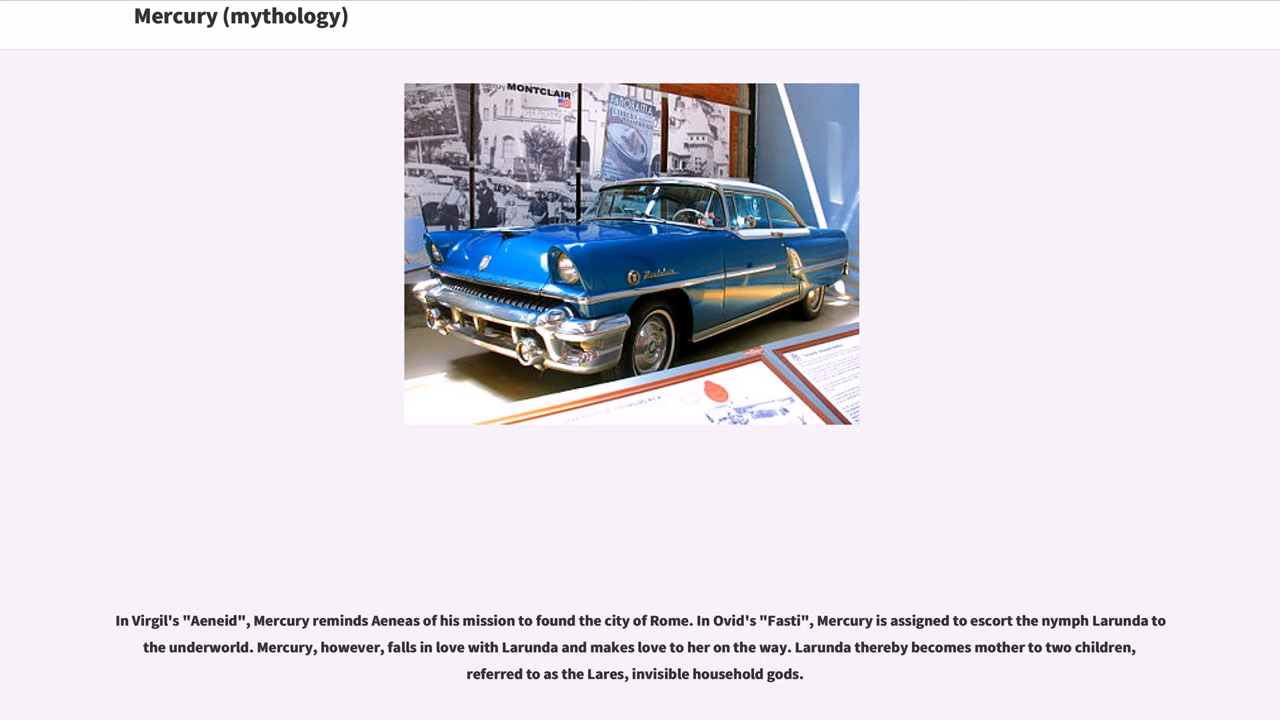 Mercury (mythology)
Mercury MONTCLAIR
PANORAMA
Montclair
In Virgil's "Aeneid", Mercury reminds Aeneas of his mission to found the city of Rome. In Ovid's "Fasti", Mercury is assigned to escort the nymph Larunda to
the underworld. Mercury, however, falls in love with Larunda and makes love to her on the way. Larunda thereby becomes mother to two children,
referred to as the Lares, invisible household gods.